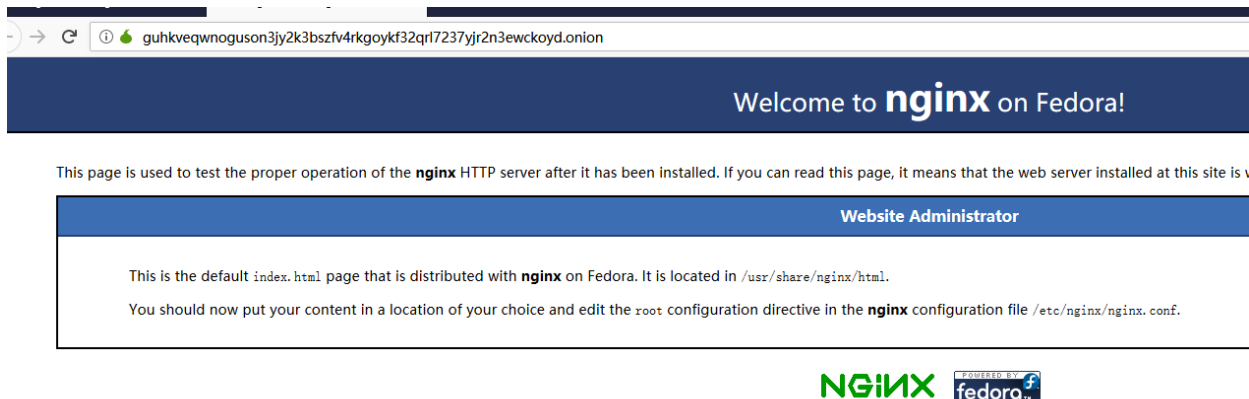 guhkveqwnoguson3jy2k3bszfv4rkgoykf32qrl7237yjr2n3ewckoyd.onion
Welcome to nginx on Fedora!
This page is used to test the proper operation of the nginx HTTP server after it has been installed. If you can read this page, it means that the web server installed at this site is
Website Administrator
This is the default index.html page that is distributed with nginx on Fedora. It is located in /usr/share/nginx/html.
You should now put your content in a location of your choice and edit the root configuration directive in the nginx configuration file /etc/nginx/nginx.conf.
NGINX
POWERED BY
fedora